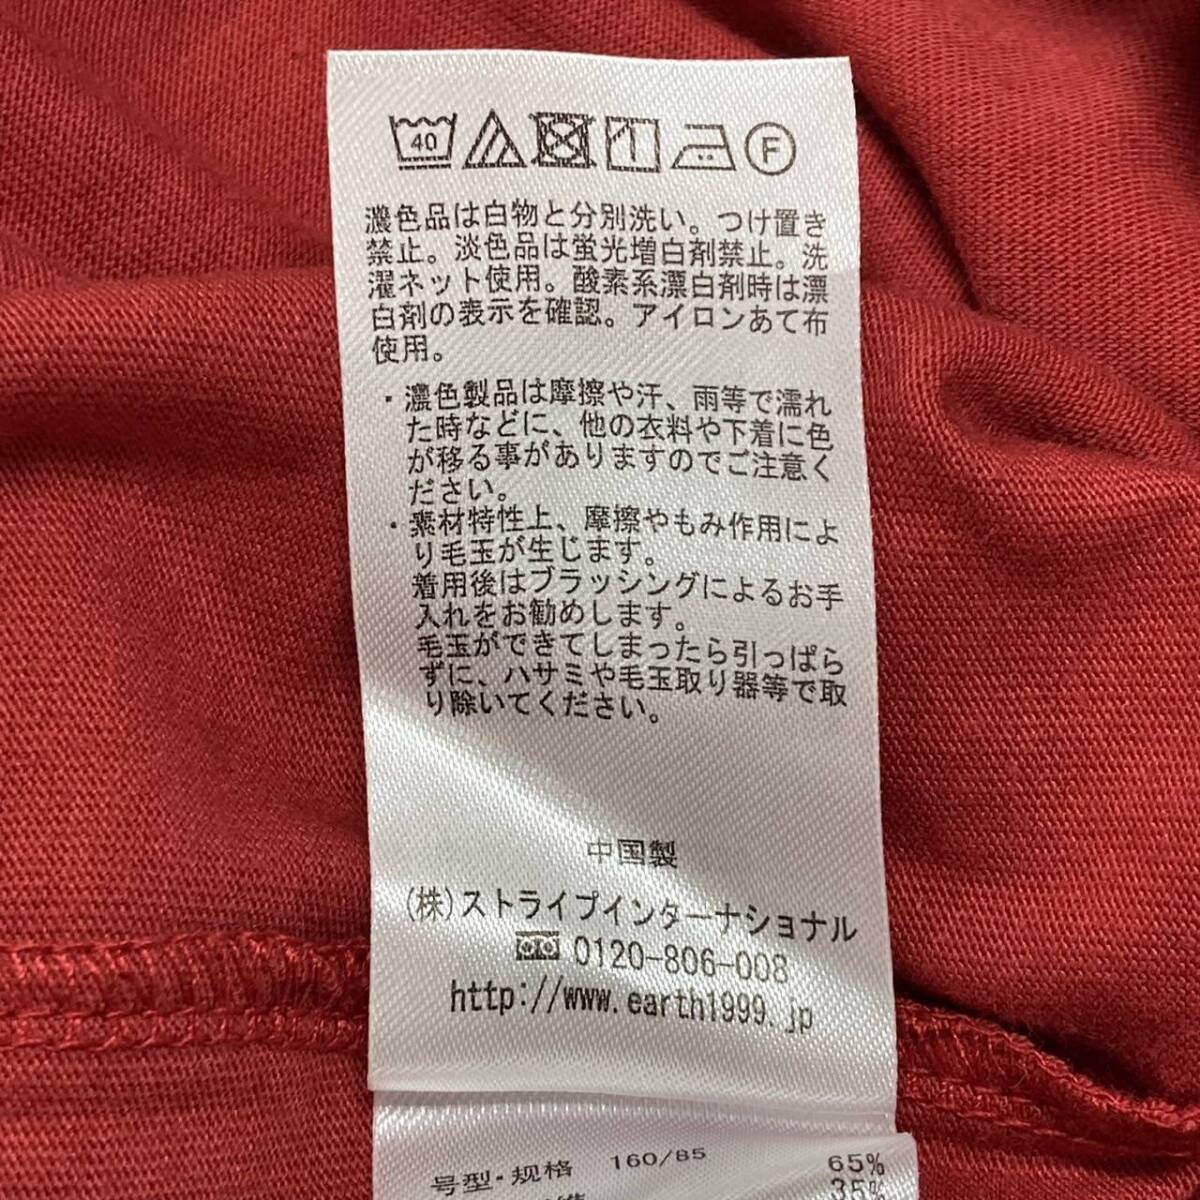 40
F
濃色品は白物と分別洗い。つけ置き
禁止。淡色品は蛍光増白剤禁止。洗
濯ネット使用。酸素系漂白剤時は漂
白剤の表示を確認。アイロンあて布
使用。
・濃色製品は摩擦や汗、雨等で濡れ
た時などに、他の衣料や下着に色
が移る事がありますのでご注意く
ださい。
・素材特性上、摩擦やもみ作用によ
り毛玉が生じます。
着用後はブラッシングによるお手
入れをお勧めします。
毛玉ができてしまったら引っぱら
ずに、ハサミや毛玉取り器等で取
り除いてください。
中国製
(株)ストライプインターナショナル
0120-806-008
http://www.earth1999.jp
号型·规格 160/85 65%
35%